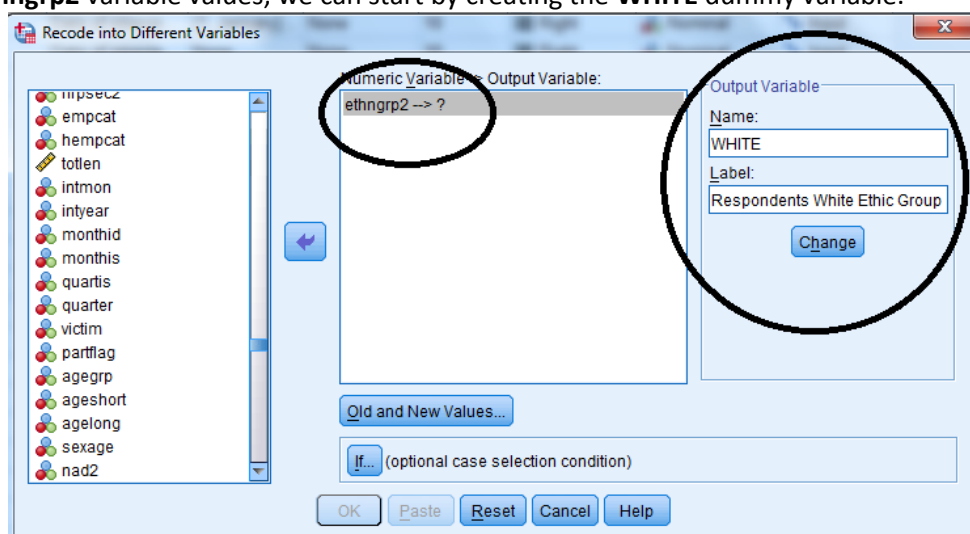 ngrp2 variable values, we can start by creating the WHITE dummy variable.
Recode into Different Variables
empcat
hempcat
totlen
intmon
intyear
monthid
monthis
quartis
quarter
victim
partflag
agegrp
ageshort
agelong
sexage
nad2
Numeric Variable -> Output Variable:
ethngrp2 --> ?
Output Variable
Name:
WHITE
Label:
Respondents White Ethic Group
Change
Old and New Values...
If... (optional case selection condition)
OK Paste Reset Cancel Help